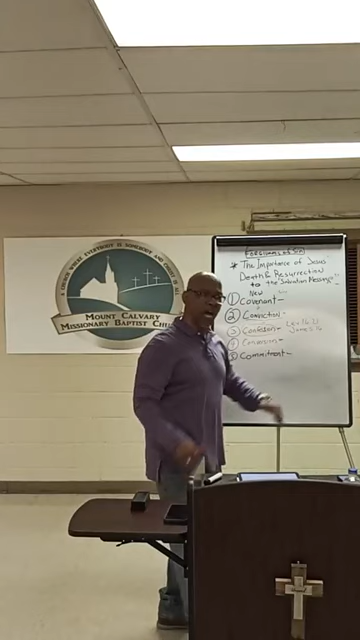 A CHURCH WHERE EVERYBODY IS SOMEBODY AND CHRIST IS ALL
MOUNT CALVARY
MISSIONARY BAPTIST CH
* The Importance of Jesus'
Death & Resurrection
to the "Salvation Message"
New
① Covenant-
② Conviction-
③ Confession-
④ Conversion-
⑤ Commitment-